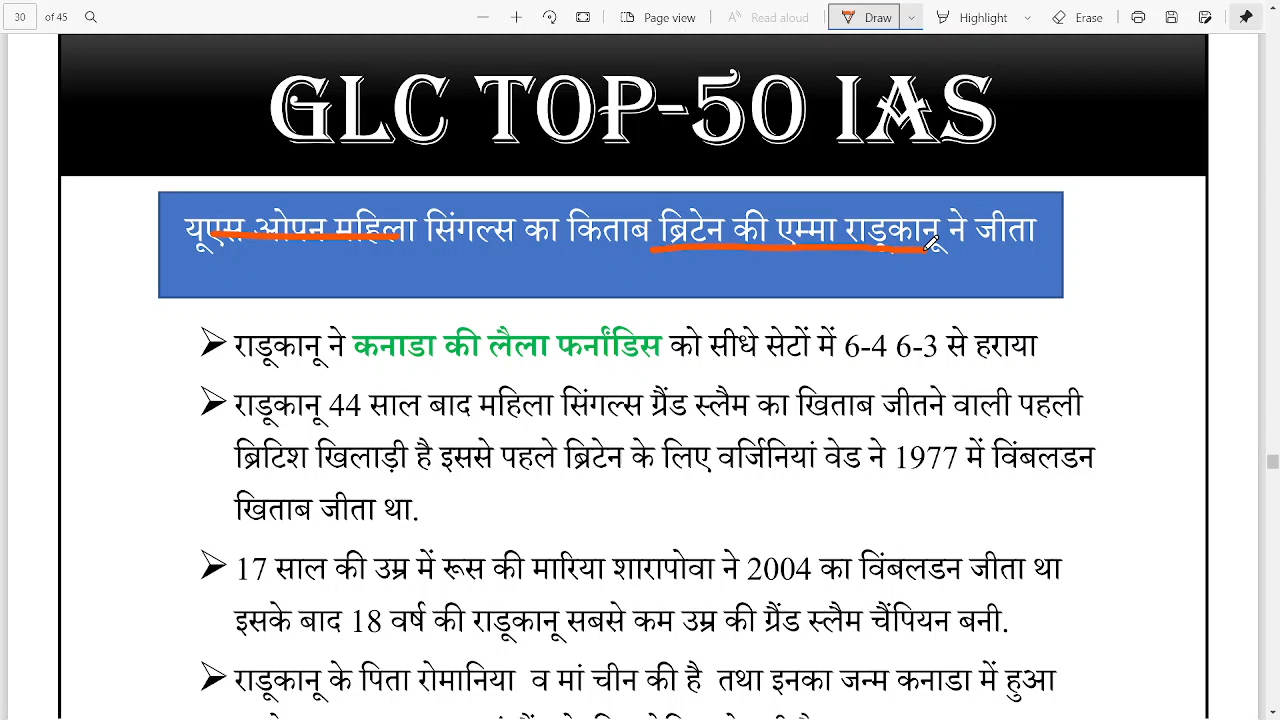 30 of 45 Page view Read aloud Draw Highlight Erase
GLC TOP-50 IAS
यूएस ओपन महिला सिंगल्स का किताब ब्रिटेन की एम्मा राडूकानू ने जीता
राडूकानू ने कनाडा की लैला फर्नांडिस को सीधे सेटों में 6-4 6-3 से हराया
राडूकानू 44 साल बाद महिला सिंगल्स ग्रैंड स्लैम का खिताब जीतने वाली पहली
ब्रिटिश खिलाड़ी है इससे पहले ब्रिटेन के लिए वर्जिनियां वेड ने 1977 में विंबलडन
खिताब जीता था.
17 साल की उम्र में रूस की मारिया शारापोवा ने 2004 का विंबलडन जीता था
इसके बाद 18 वर्ष की राडूकानू सबसे कम उम्र की ग्रैंड स्लैम चैंपियन बनी.
राडूकानू के पिता रोमानिया व मां चीन की है तथा इनका जन्म कनाडा में हुआ